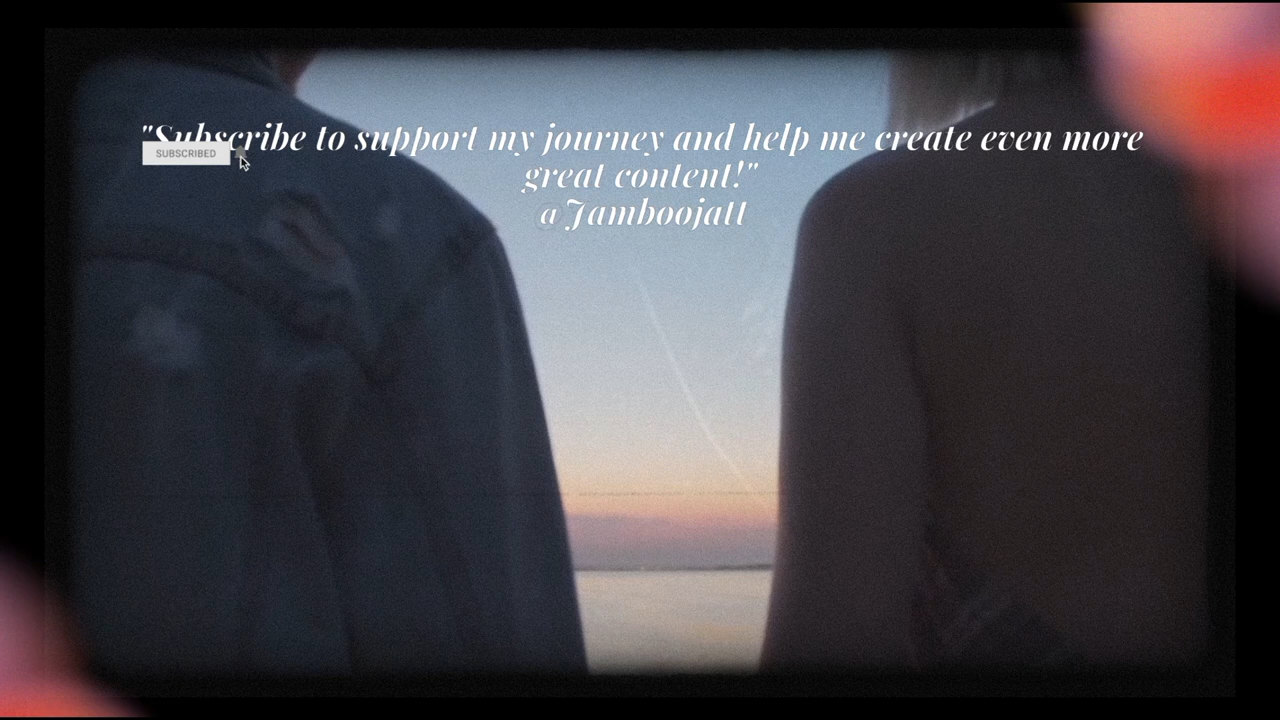 "Subscribe to support my journey and help me create even more
SUBSCRIBED
great content!"
@Jamboojatt